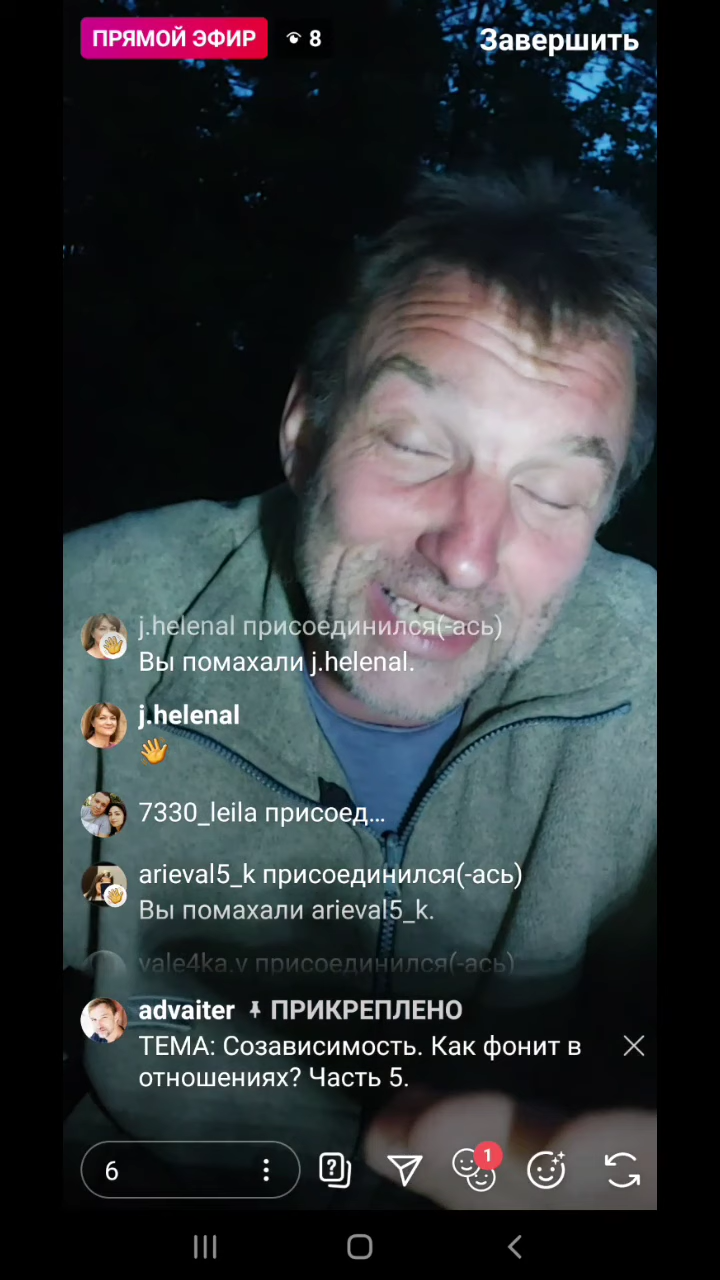 ПРЯМОЙ ЭФИР
8
Завершить
j.helenal присоединился(-ась)
Вы помахали j.helenal.
j.helenal
👋
7330_leila присоед...
arieval5_k присоединился(-ась)
Вы помахали arieval5_k.
vale4ka.v присоединился(-ась)
advaiter ПРИКРЕПЛЕНО
ТЕМА: Созависимость. Как фонит в
отношениях? Часть 5.
6
1